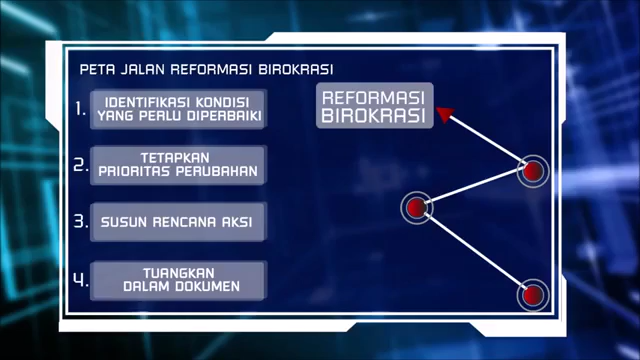 PETA JALAN REFORMASI BIROKRASI
1. IDENTIFIKASI KONDISI
YANG PERLU DIPERBAIKI
2. TETAPKAN
PRIORITAS PERUBAHAN
3. SUSUN RENCANA AKSI
4. TUANGKAN
DALAM DOKUMEN
REFORMASI
BIROKRASI